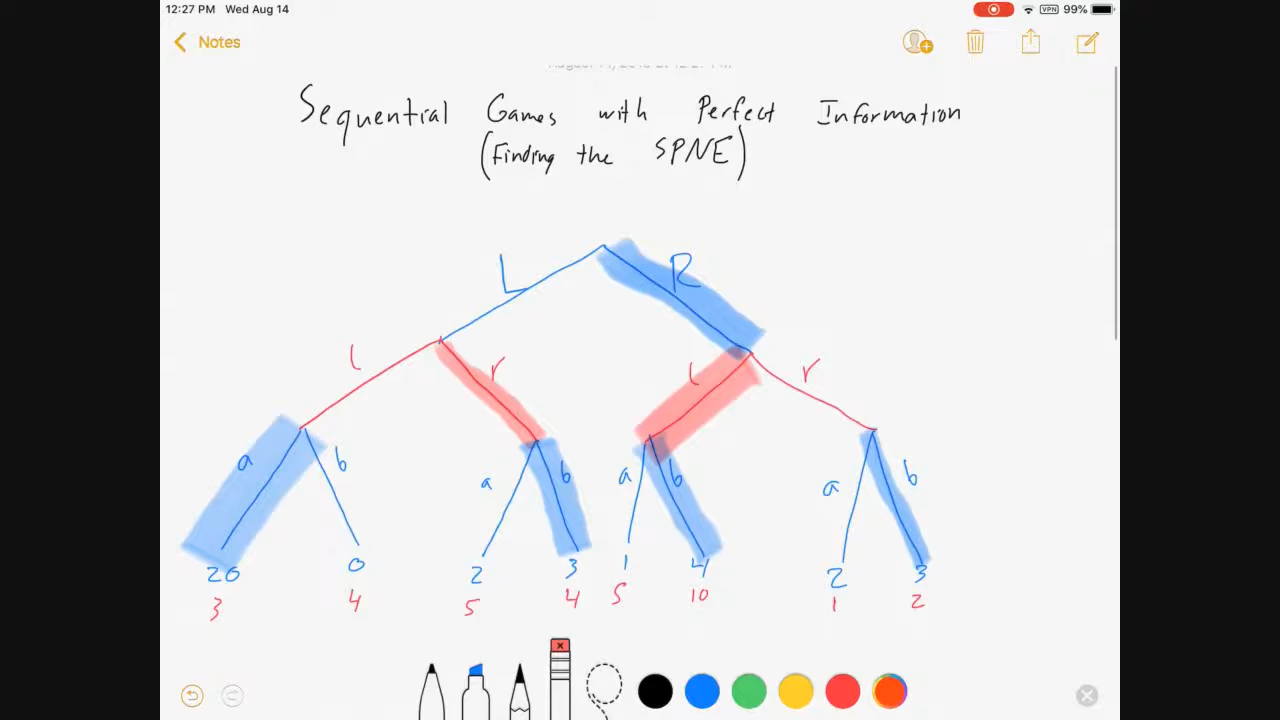 12:27 PM Wed Aug 14
VPN 99%
Notes
Sequential Games with Perfect Information
(Finding the SPNE)
L R
l r l r
a b a b a b a b
20 0 2 3 1 4 2 3
3 4 5 4 5 10 1 2